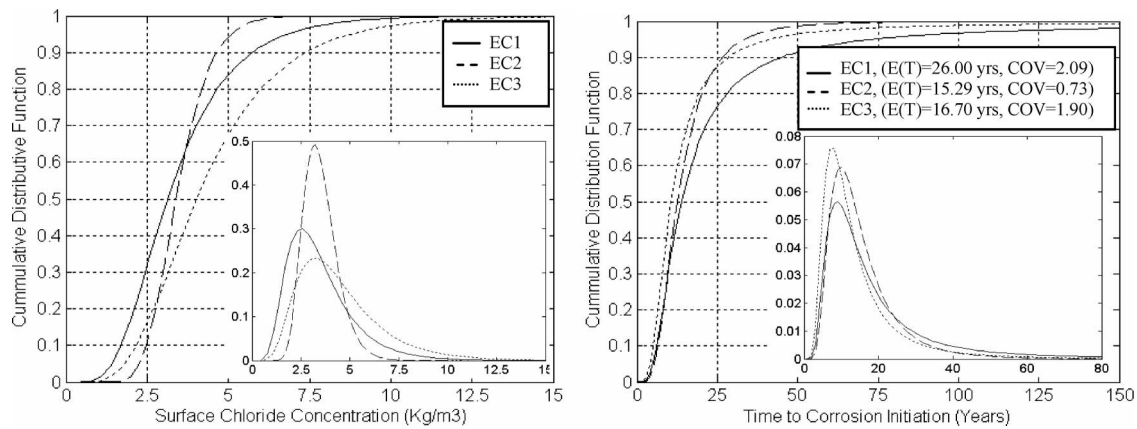 1
0.9
0.8
0.7
0.6
0.5
0.4
0.3
0.2
0.1
0
Cummulative Distributive Function
0 2.5 5 7.5 10 12.5 15
Surface Chloride Concentration (Kg/m3)
EC1
EC2
EC3
0.5
0.4
0.3
0.2
0.1
0
0 2.5 5 7.5 10 12.5 15
1
0.9
0.8
0.7
0.6
0.5
0.4
0.3
0.2
0.1
0
Cummulative Distribution Function
0 25 50 75 100 125 150
Time to Corrosion Initiation (Years)
EC1, (E(T)=26.00 yrs, COV=2.09)
EC2, (E(T)=15.29 yrs, COV=0.73)
EC3, (E(T)=16.70 yrs, COV=1.90)
0.08
0.07
0.06
0.05
0.04
0.03
0.02
0.01
0
0 20 40 60 80